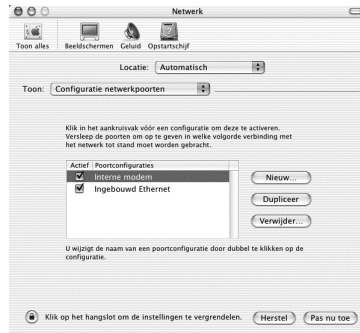 Netwerk
Toon alles Beeldschermen Geluid Opstartschijf
Locatie: Automatisch
Toon: Configuratie netwerkpoorten
Klik in het aankruisvak vóór een configuratie om deze te activeren.
Versleep de poorten om op te geven in welke volgorde verbinding met
het netwerk tot stand moet worden gebracht.
Actief Poortconfiguraties
Interne modem
Ingebouwd Ethernet
Nieuw...
Dupliceer
Verwijder...
U wijzigt de naam van een poortconfiguratie door dubbel te klikken op de
configuratie.
Klik op het hangslot om de instellingen te vergrendelen. Herstel Pas nu toe